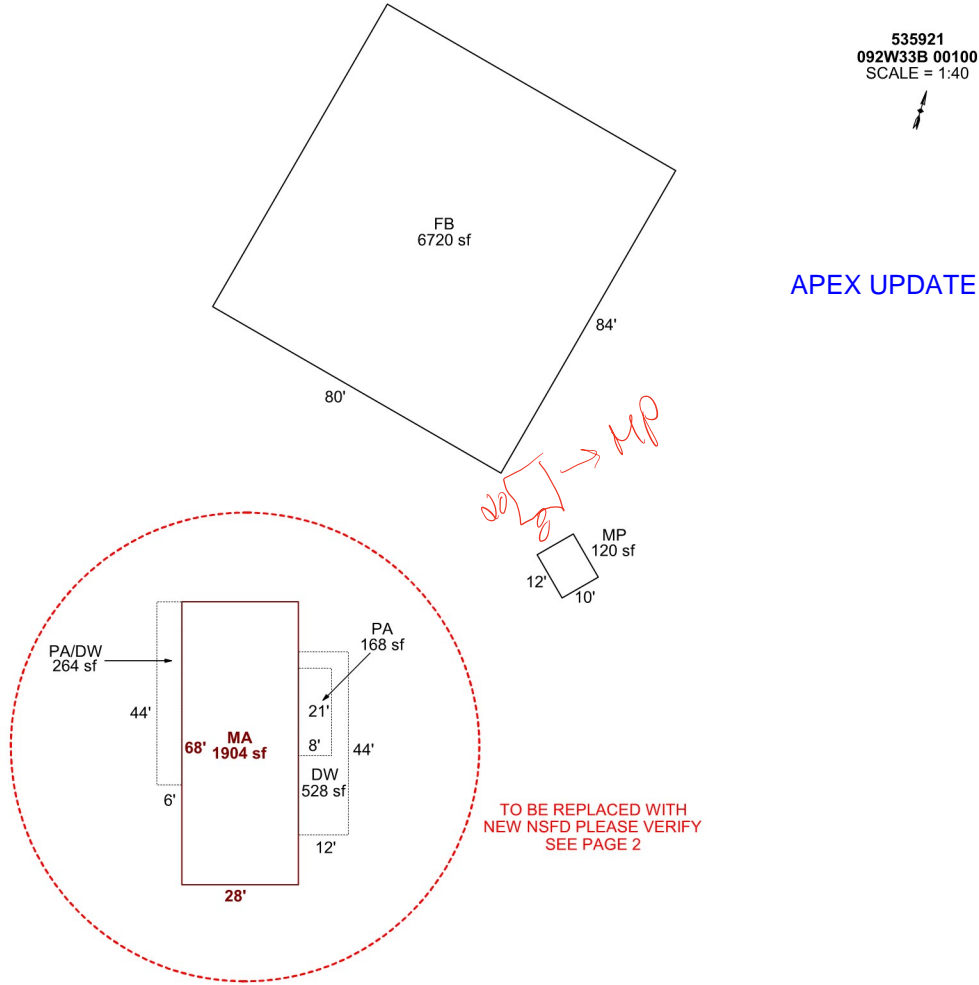 535921
092W33B 00100
SCALE = 1:40
FB
6720 sf
APEX UPDATE
84'
80'
MP
MP
120 sf
12'
10'
PA/DW
264 sf
PA
168 sf
44'
21'
68'
MA
1904 sf
8'
44'
DW
528 sf
6'
12'
28'
TO BE REPLACED WITH
NEW NSFD PLEASE VERIFY
SEE PAGE 2